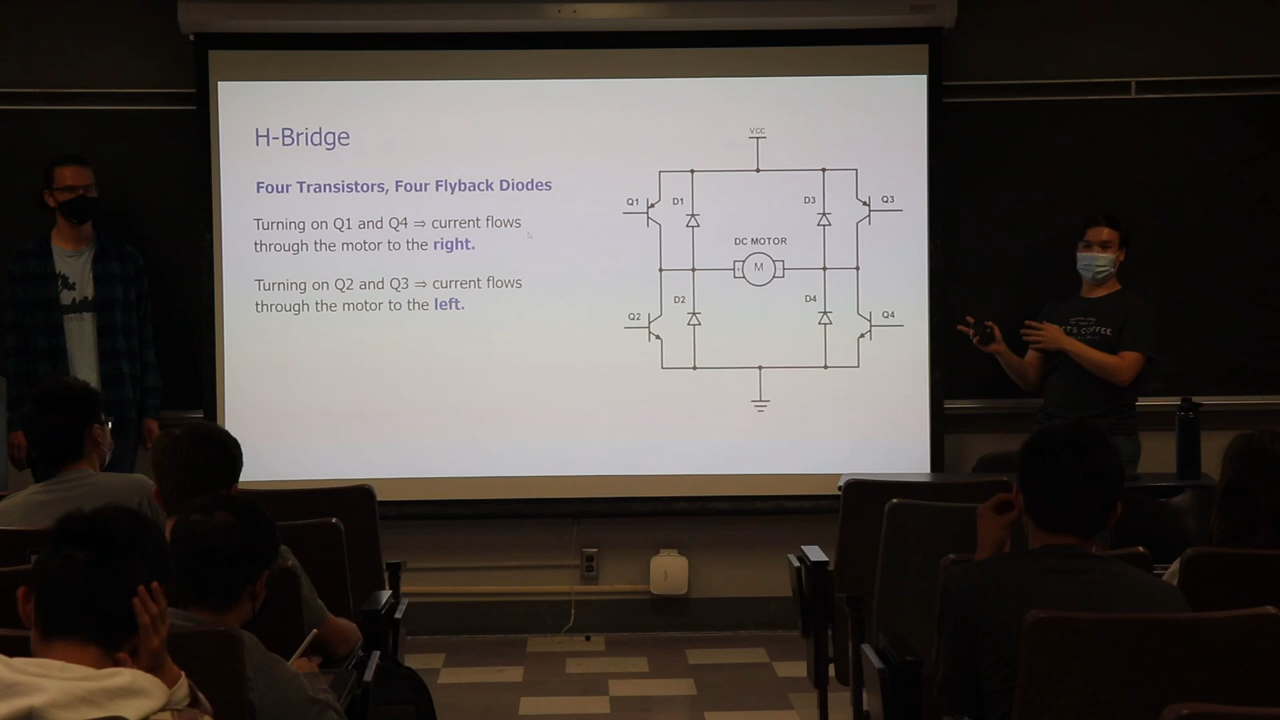 H-Bridge
Four Transistors, Four Flyback Diodes
Turning on Q1 and Q4 ⇒ current flows
through the motor to the right.
Turning on Q2 and Q3 ⇒ current flows
through the motor to the left.
VCC
Q1
D1
D3
Q3
DC MOTOR
M
Q2
D2
D4
Q4
COFFEE